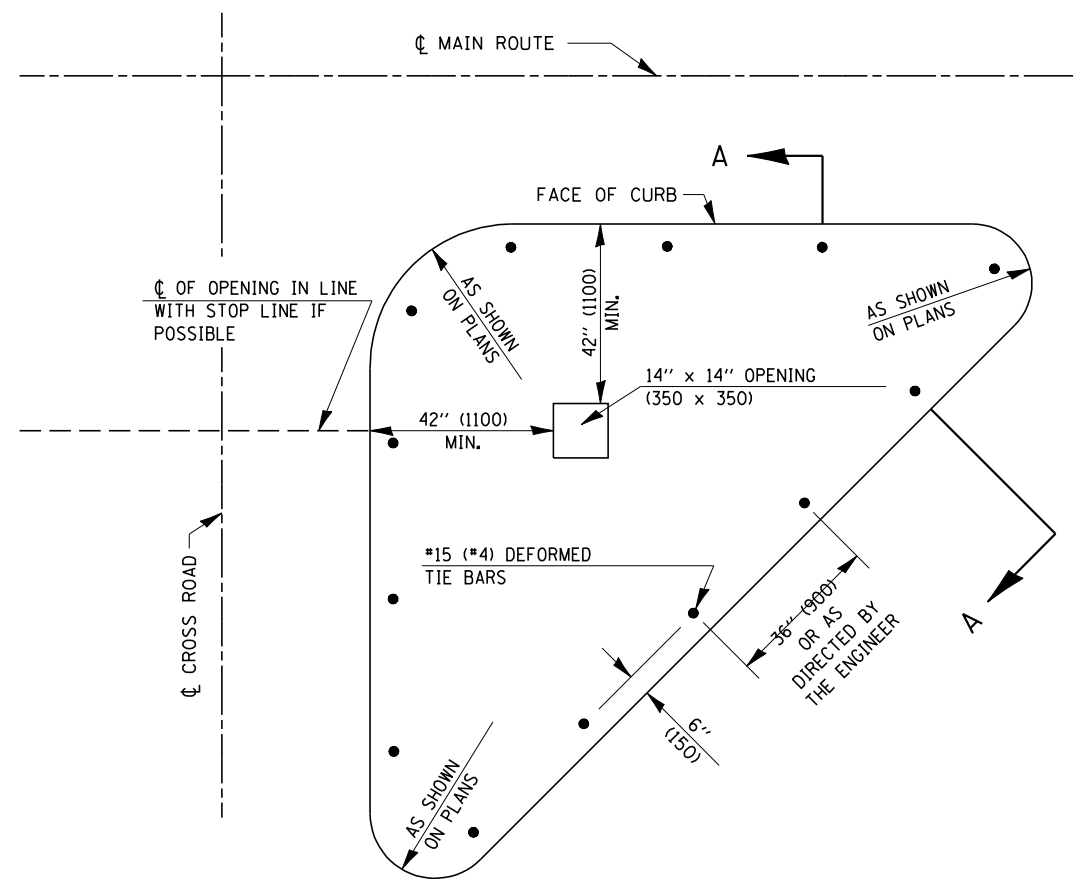 ℄ MAIN ROUTE
A
FACE OF CURB
℄ OF OPENING IN LINE
WITH STOP LINE IF
POSSIBLE
AS SHOWN
ON PLANS
42'' (1100)
MIN.
AS SHOWN
ON PLANS
14'' x 14'' OPENING
(350 x 350)
42'' (1100)
MIN.
℄ CROSS ROAD
#15 (#4) DEFORMED
TIE BARS
36'' (900)
OR AS
DIRECTED BY
THE ENGINEER
A
6''
(150)
AS SHOWN
ON PLANS